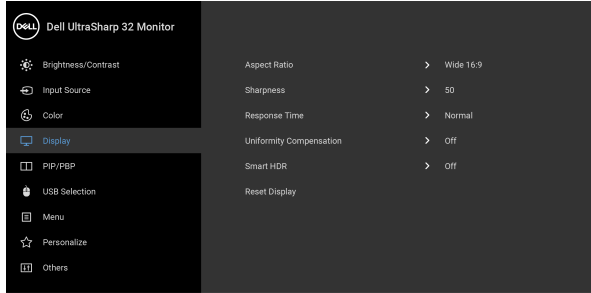 DELL Dell UltraSharp 32 Monitor
Brightness/Contrast
Input Source
Color
Display
PIP/PBP
USB Selection
Menu
Personalize
Others
Aspect Ratio > Wide 16:9
Sharpness > 50
Response Time > Normal
Uniformity Compensation > Off
Smart HDR > Off
Reset Display